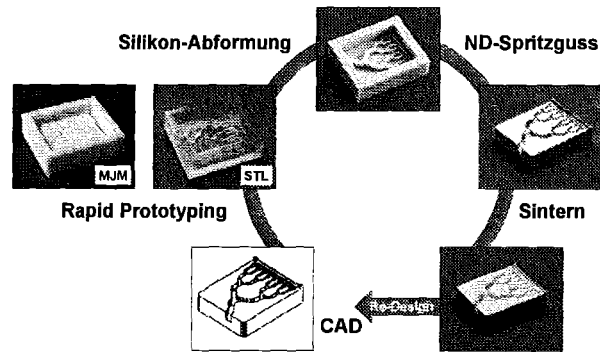 Silikon-Abformung
ND-Spritzguss
MJM
STL
Rapid Prototyping
Sintern
Re-Design
CAD